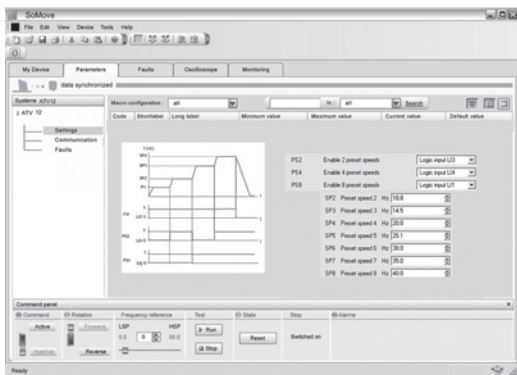 SoMove
File Edit View Device Tools Help
My Device Parameters Faults Oscilloscope Monitoring
data synchronized
Système ATV12
ATV 12
Settings
Communication
Faults
Macro configuration : all In : all Search
Code Shortlabel Long label Minimum value Maximum value Current value Default value
PS2 Enable 2 preset speeds Logic input LI3
PS4 Enable 4 preset speeds Logic input LI4
PS8 Enable 8 preset speeds Logic input LI1
SP2 Preset speed 2 Hz 10.8
SP3 Preset speed 3 Hz 14.5
SP4 Preset speed 4 Hz 20.0
SP5 Preset speed 5 Hz 25.1
SP6 Preset speed 6 Hz 30.0
SP7 Preset speed 7 Hz 35.0
SP8 Preset speed 8 Hz 40.0
Command panel
Command Rotation Frequency reference Test State Stop Alarms
Active Forward LSP HSP Run
0.0 0 50.0 Reset Switched on
Inactive Reverse Stop
Ready